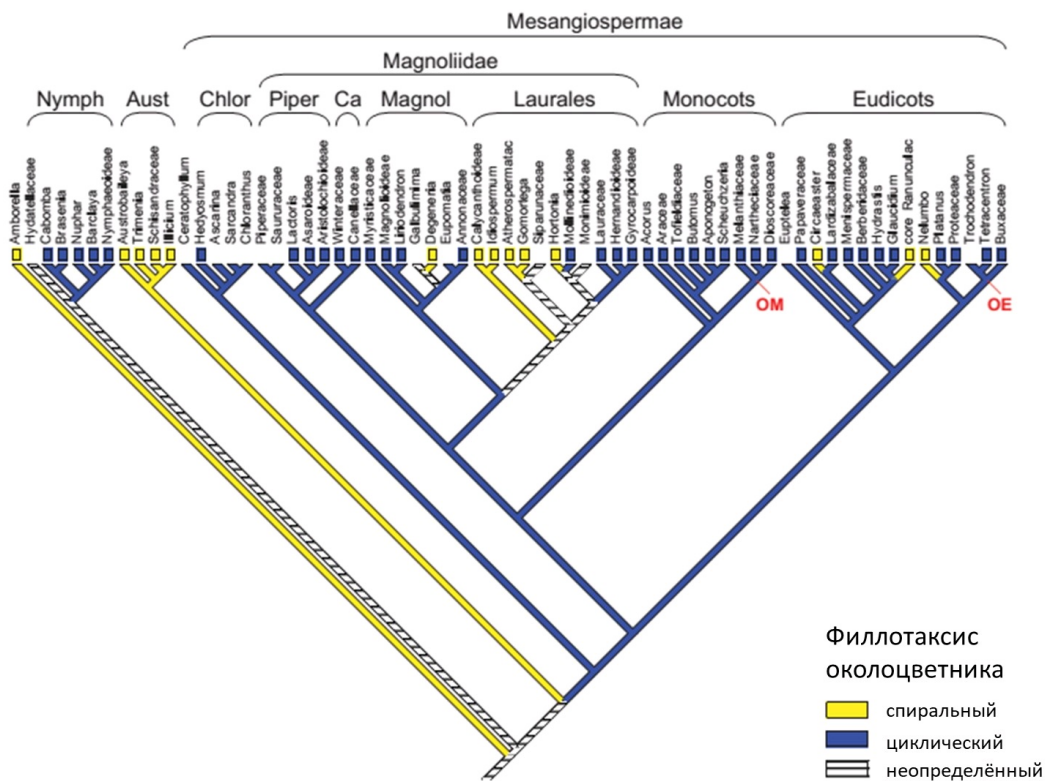 Mesangiospermae
Magnoliidae
Nymph Aust Chlor Piper Ca Magnol Laurales Monocots Eudicots
Amborella
Hydatellaceae
Cabomba
Brasenia
Nuphar
Barclaya
Nymphaeoideae
Austrobaileya
Trimenia
Schisandraceae
Illicium
Ceratophyllum
Hedyosmum
Ascarina
Sarcandra
Chloranthus
Piperaceae
Saururaceae
Lactoris
Asaroideae
Aristolochioideae
Winteraceae
Canellaceae
Myristicaceae
Magnolioideae
Liriodendron
Galbulimima
Degeneria
Eupomatia
Annonaceae
Calycanthoideae
Idiospermum
Atherospermatac
Gomortega
Siparunaceae
Hortonia
Mollinedioideae
Monimioideae
Lauraceae
Hernandioideae
Gyrocarpoideae
Acorus
Araceae
Tofieldiaceae
Butomus
Aponogeton
Scheuchzeria
Melanthiaceae
Nartheciaceae
Dioscoreaceae
Euptelea
Papaveraceae
Circaeaster
Lardizabalaceae
Menispermaceae
Berberidaceae
Hydrastis
Glaucidium
core Ranunculac
Nelumbo
Platanus
Proteaceae
Trochodendron
Tetracentron
Buxaceae
OM OE
Филлотаксис
околоцветника
спиральный
циклический
неопределённый